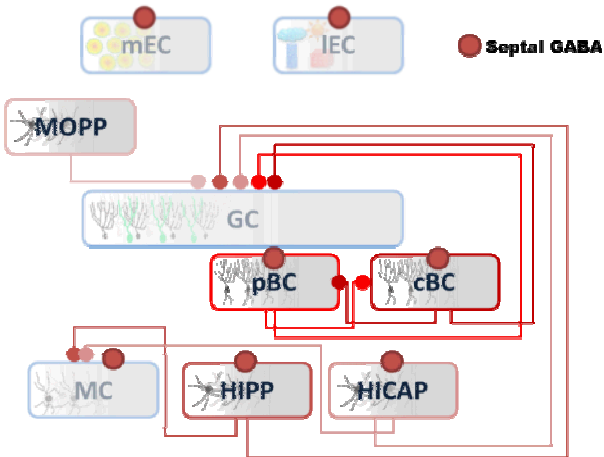 mEC
lEC
Septal GABA
MOPP
GC
pBC
cBC
MC
HIPP
HICAP